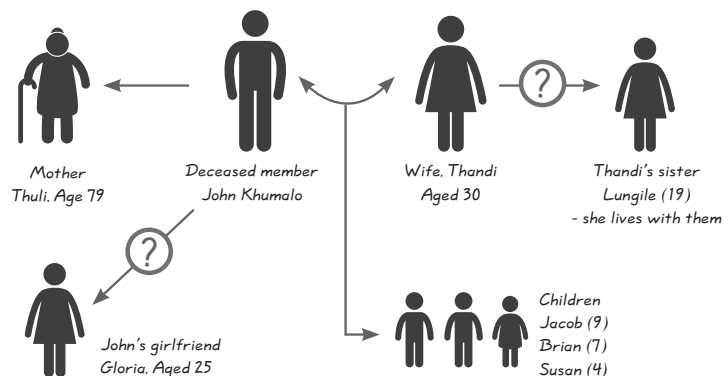 ?
Mother
Thuli. Age 79
Deceased member
John Khumalo
Wife. Thandi
Aged 30
Thandi's sister
Lungile (19)
- she lives with them
?
John's girlfriend
Gloria. Aged 25
Children
Jacob (9)
Brian (7)
Susan (4)